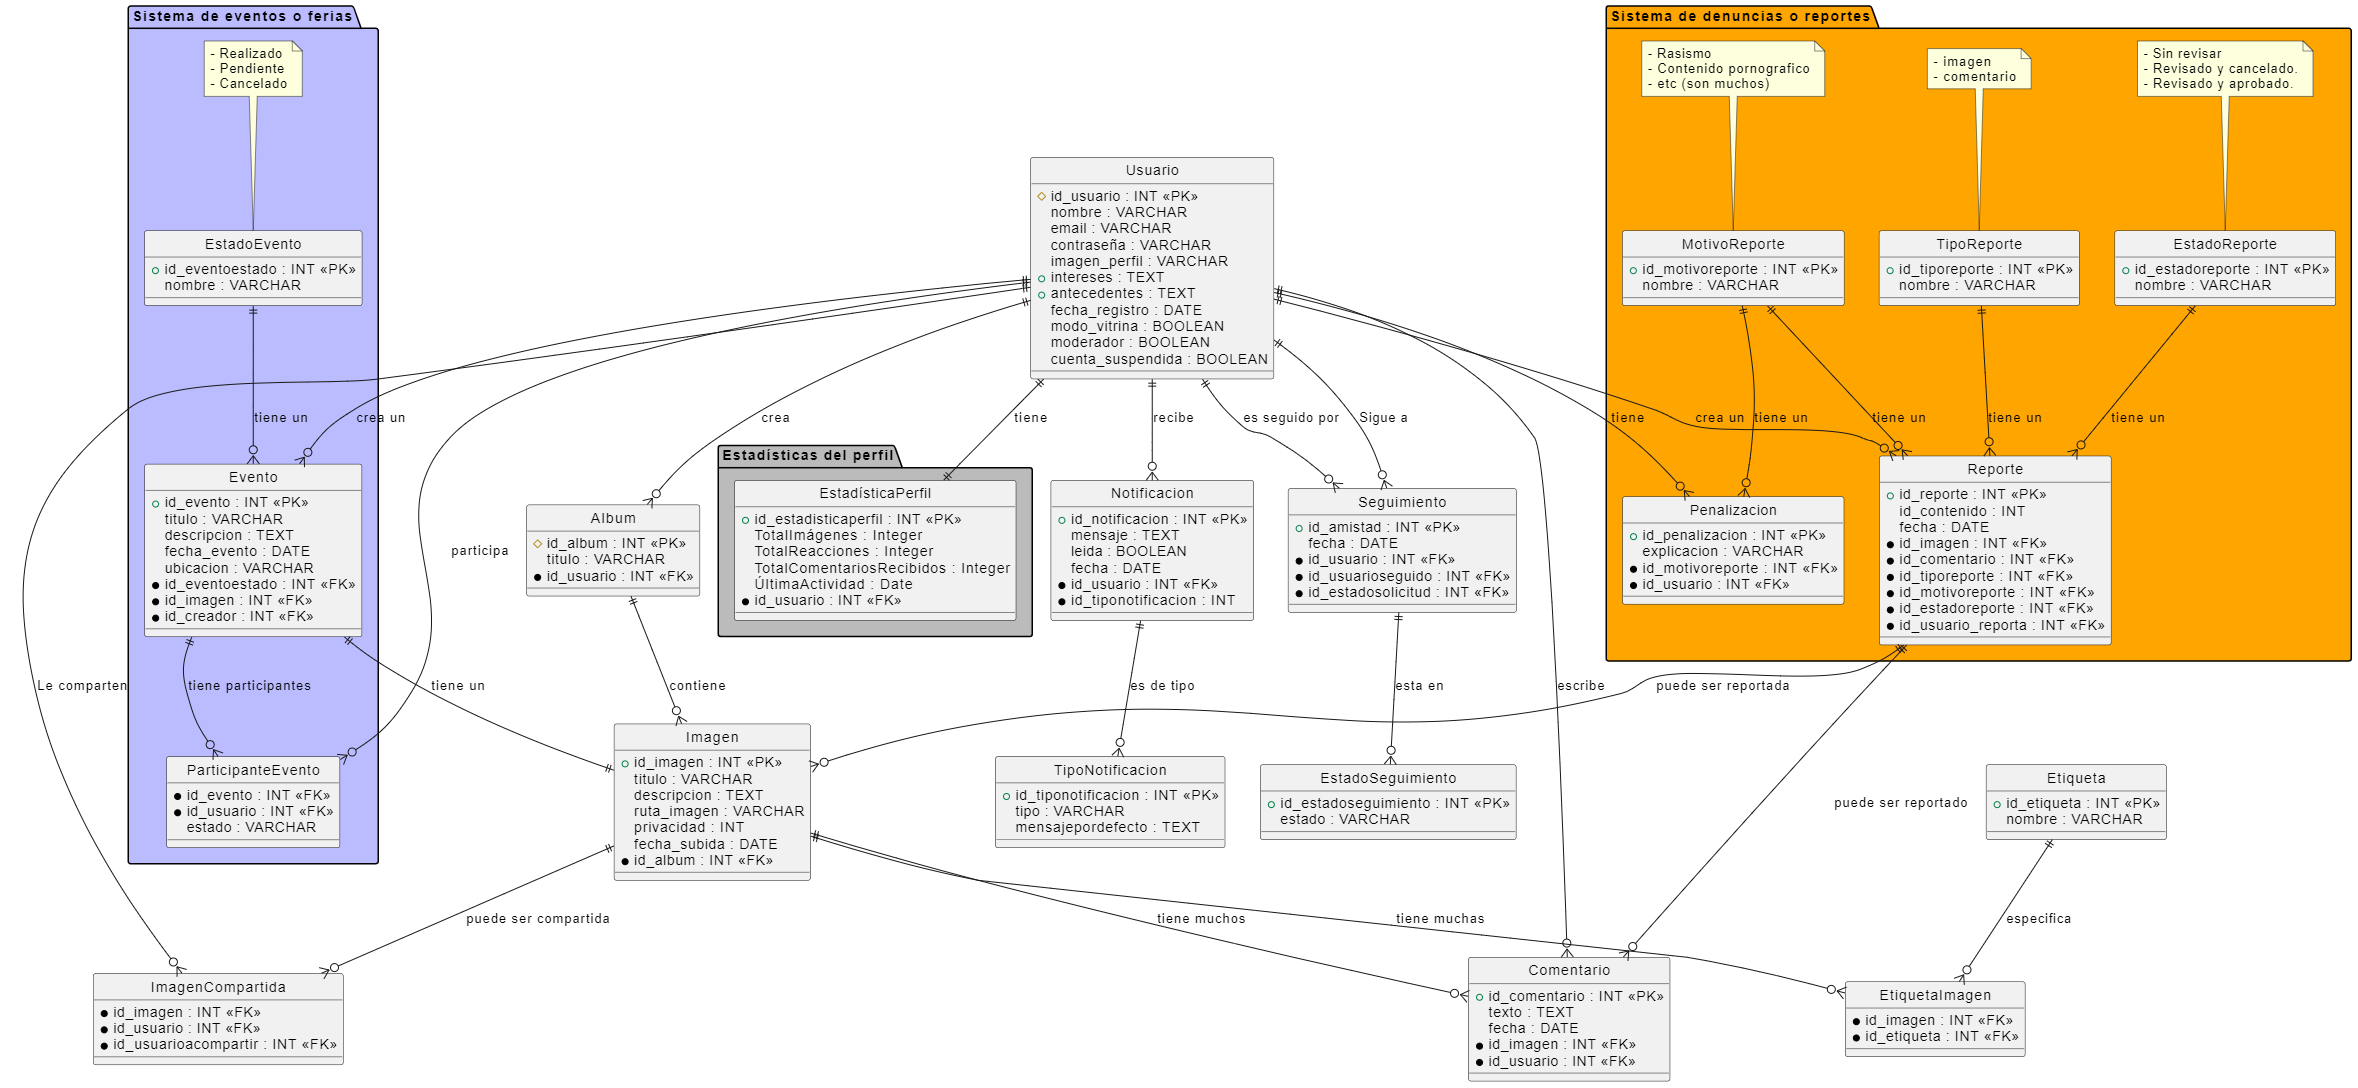 Sistema de eventos o ferias
- Realizado
- Pendiente
- Cancelado
EstadoEvento
id_eventoestado : INT «PK»
nombre : VARCHAR
tiene un
crea un
Evento
id_evento : INT «PK»
titulo : VARCHAR
descripcion : TEXT
fecha_evento : DATE
ubicacion : VARCHAR
id_eventoestado : INT «FK»
id_imagen : INT «FK»
id_creador : INT «FK»
Le comparten
tiene participantes
tiene un
participa
ParticipanteEvento
id_evento : INT «FK»
id_usuario : INT «FK»
estado : VARCHAR
Usuario
id_usuario : INT «PK»
nombre : VARCHAR
email : VARCHAR
contraseña : VARCHAR
imagen_perfil : VARCHAR
intereses : TEXT
antecedentes : TEXT
fecha_registro : DATE
modo_vitrina : BOOLEAN
moderador : BOOLEAN
cuenta_suspendida : BOOLEAN
crea
tiene
recibe
es seguido por
Sigue a
Album
id_album : INT «PK»
titulo : VARCHAR
id_usuario : INT «FK»
contiene
Estadísticas del perfil
EstadísticaPerfil
id_estadisticaperfil : INT «PK»
TotalImágenes : Integer
TotalReacciones : Integer
TotalComentariosRecibidos : Integer
ÚltimaActividad : Date
id_usuario : INT «FK»
Notificacion
id_notificacion : INT «PK»
mensaje : TEXT
leida : BOOLEAN
fecha : DATE
id_usuario : INT «FK»
id_tiponotificacion : INT
es de tipo
Seguimiento
id_amistad : INT «PK»
fecha : DATE
id_usuario : INT «FK»
id_usuarioseguido : INT «FK»
id_estadosolicitud : INT «FK»
esta en
escribe
Sistema de denuncias o reportes
- Rasismo
- Contenido pornografico
- etc (son muchos)
- imagen
- comentario
- Sin revisar
- Revisado y cancelado.
- Revisado y aprobado.
MotivoReporte
id_motivoreporte : INT «PK»
nombre : VARCHAR
TipoReporte
id_tiporeporte : INT «PK»
nombre : VARCHAR
EstadoReporte
id_estadoreporte : INT «PK»
nombre : VARCHAR
tiene
crea un
tiene un
tiene un
tiene un
tiene un
Penalizacion
id_penalizacion : INT «PK»
explicacion : VARCHAR
id_motivoreporte : INT «FK»
id_usuario : INT «FK»
Reporte
id_reporte : INT «PK»
id_contenido : INT
fecha : DATE
id_imagen : INT «FK»
id_comentario : INT «FK»
id_tiporeporte : INT «FK»
id_motivoreporte : INT «FK»
id_estadoreporte : INT «FK»
id_usuario_reporta : INT «FK»
puede ser reportada
puede ser reportado
Imagen
id_imagen : INT «PK»
titulo : VARCHAR
descripcion : TEXT
ruta_imagen : VARCHAR
privacidad : INT
fecha_subida : DATE
id_album : INT «FK»
TipoNotificacion
id_tiponotificacion : INT «PK»
tipo : VARCHAR
mensajepordefecto : TEXT
EstadoSeguimiento
id_estadoseguimiento : INT «PK»
estado : VARCHAR
Etiqueta
id_etiqueta : INT «PK»
nombre : VARCHAR
puede ser compartida
tiene muchos
tiene muchas
especifica
ImagenCompartida
id_imagen : INT «FK»
id_usuario : INT «FK»
id_usuarioacompartir : INT «FK»
Comentario
id_comentario : INT «PK»
texto : TEXT
fecha : DATE
id_imagen : INT «FK»
id_usuario : INT «FK»
EtiquetaImagen
id_imagen : INT «FK»
id_etiqueta : INT «FK»